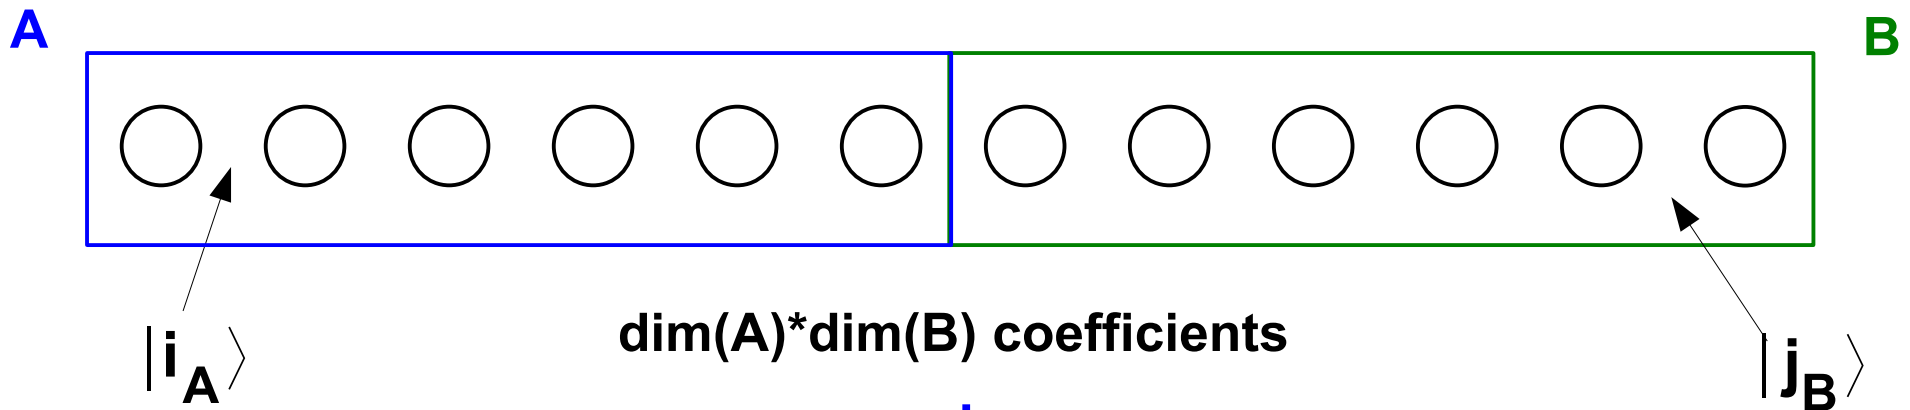 A B
dim(A)*dim(B) coefficients
|i_A⟩ |j_B⟩